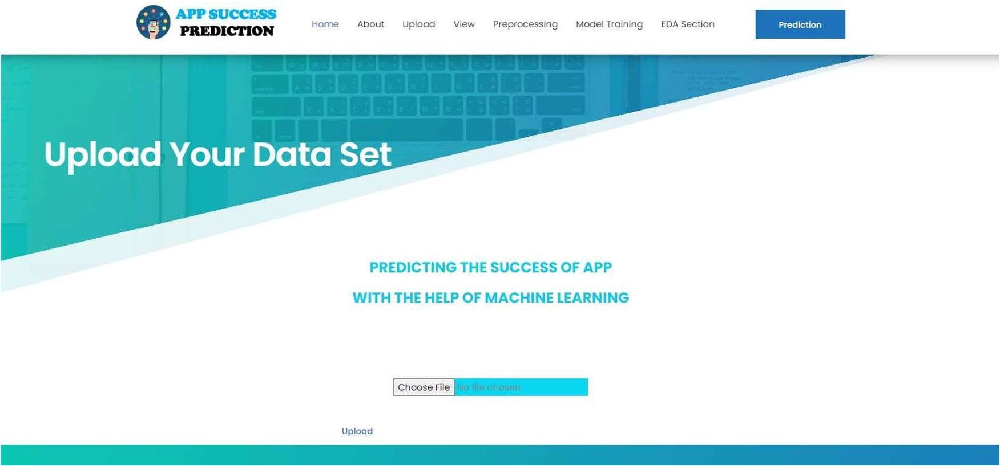 APP SUCCESS
PREDICTION
Home About Upload View Preprocessing Model Training EDA Section Prediction
Upload Your Data Set
PREDICTING THE SUCCESS OF APP
WITH THE HELP OF MACHINE LEARNING
Choose File No file chosen
Upload